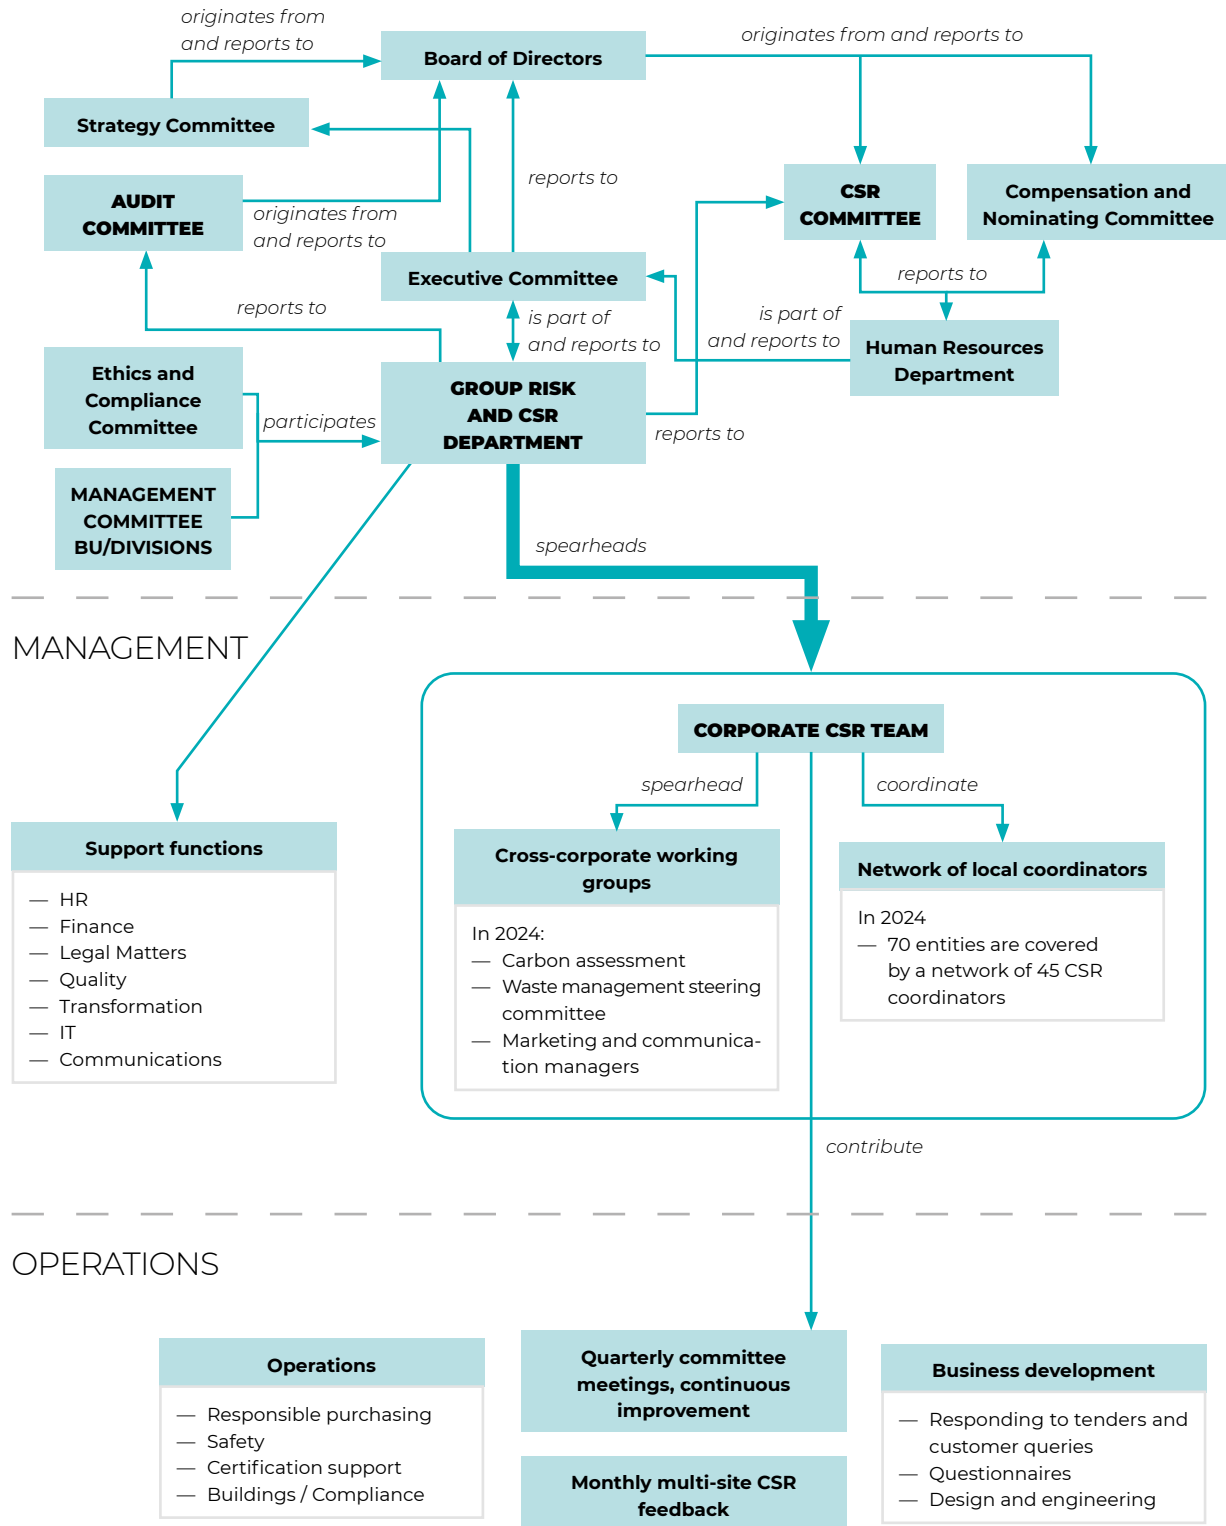 originates from
and reports to
Board of Directors
originates from and reports to
Strategy Committee
AUDIT
COMMITTEE
originates from
and reports to
reports to
CSR
COMMITTEE
Compensation and
Nominating Committee
Executive Committee
reports to
reports to
is part of
and reports to
is part of
and reports to
Human Resources
Department
Ethics and
Compliance
Committee
participates
GROUP RISK
AND CSR
DEPARTMENT
reports to
MANAGEMENT
COMMITTEE
BU/DIVISIONS
spearheads
MANAGEMENT
CORPORATE CSR TEAM
spearhead
coordinate
Support functions
— HR
— Finance
— Legal Matters
— Quality
— Transformation
— IT
— Communications
Cross-corporate working
groups
In 2024:
— Carbon assessment
— Waste management steering
committee
— Marketing and communica-
tion managers
Network of local coordinators
In 2024
— 70 entities are covered
by a network of 45 CSR
coordinators
contribute
OPERATIONS
Operations
— Responsible purchasing
— Safety
— Certification support
— Buildings / Compliance
Quarterly committee
meetings, continuous
improvement
Monthly multi-site CSR
feedback
Business development
— Responding to tenders and
customer queries
— Questionnaires
— Design and engineering